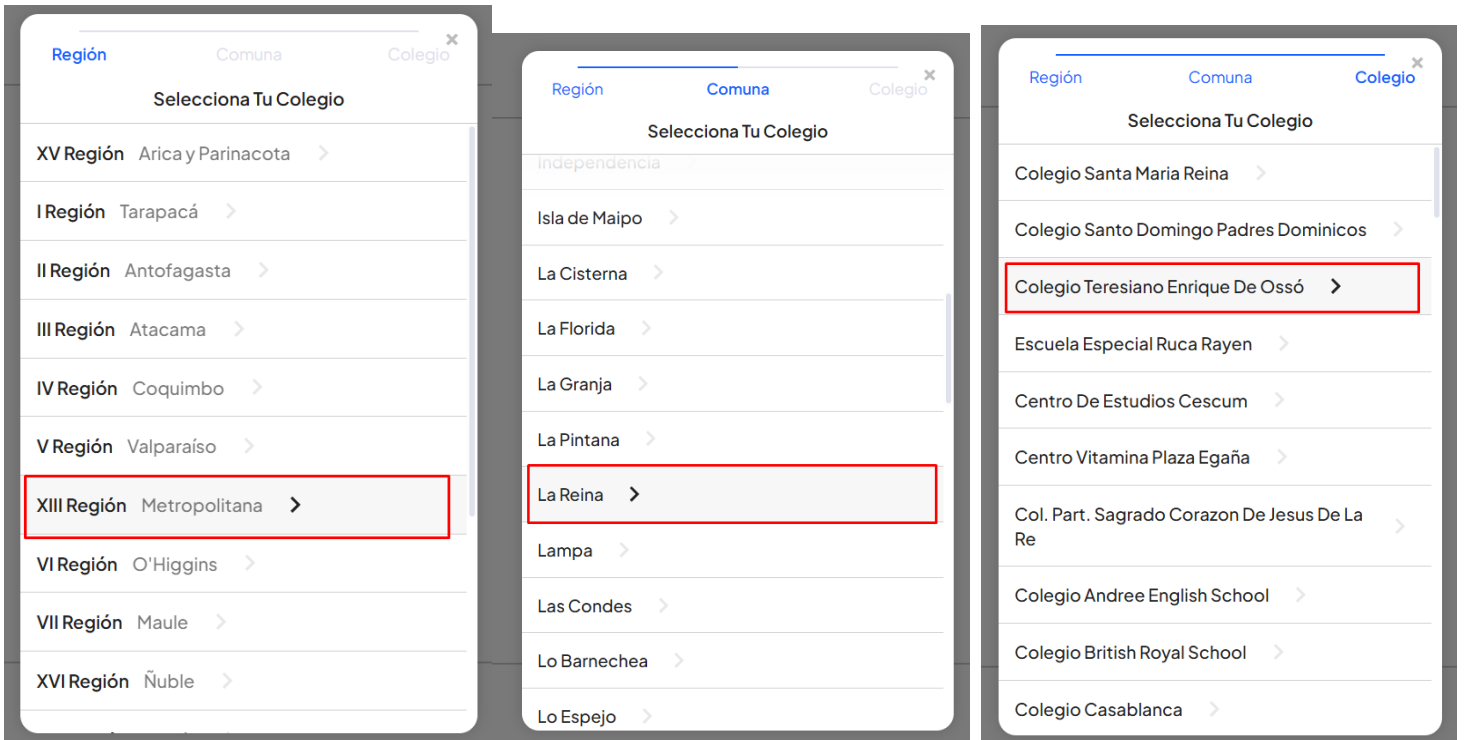 Región Comuna Colegio
Selecciona Tu Colegio
XV Región Arica y Parinacota
I Región Tarapacá
II Región Antofagasta
III Región Atacama
IV Región Coquimbo
V Región Valparaíso
XIII Región Metropolitana
VI Región O'Higgins
VII Región Maule
XVI Región Ñuble
Región Comuna Colegio
Selecciona Tu Colegio
Independencia
Isla de Maipo
La Cisterna
La Florida
La Granja
La Pintana
La Reina
Lampa
Las Condes
Lo Barnechea
Lo Espejo
Región Comuna Colegio
Selecciona Tu Colegio
Colegio Santa Maria Reina
Colegio Santo Domingo Padres Dominicos
Colegio Teresiano Enrique De Ossó
Escuela Especial Ruca Rayen
Centro De Estudios Cescum
Centro Vitamina Plaza Egaña
Col. Part. Sagrado Corazon De Jesus De La
Re
Colegio Andree English School
Colegio British Royal School
Colegio Casablanca